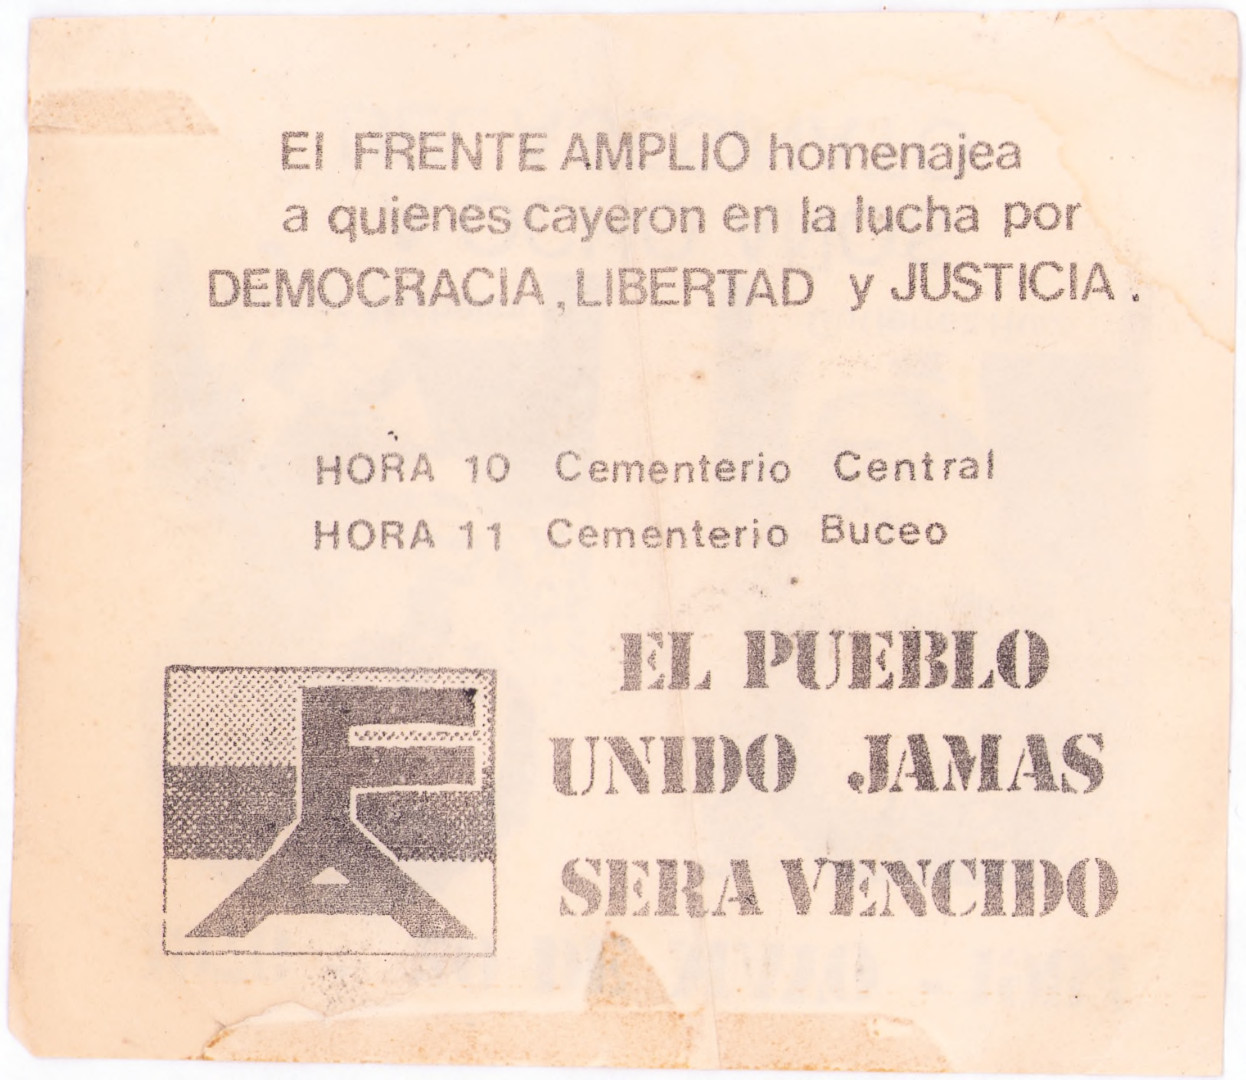 El FRENTE AMPLIO homenajea
a quienes cayeron en la lucha por
DEMOCRACIA, LIBERTAD y JUSTICIA.
HORA 10 Cementerio Central
HORA 11 Cementerio Buceo
EL PUEBLO
UNIDO JAMAS
SERA VENCIDO
FA